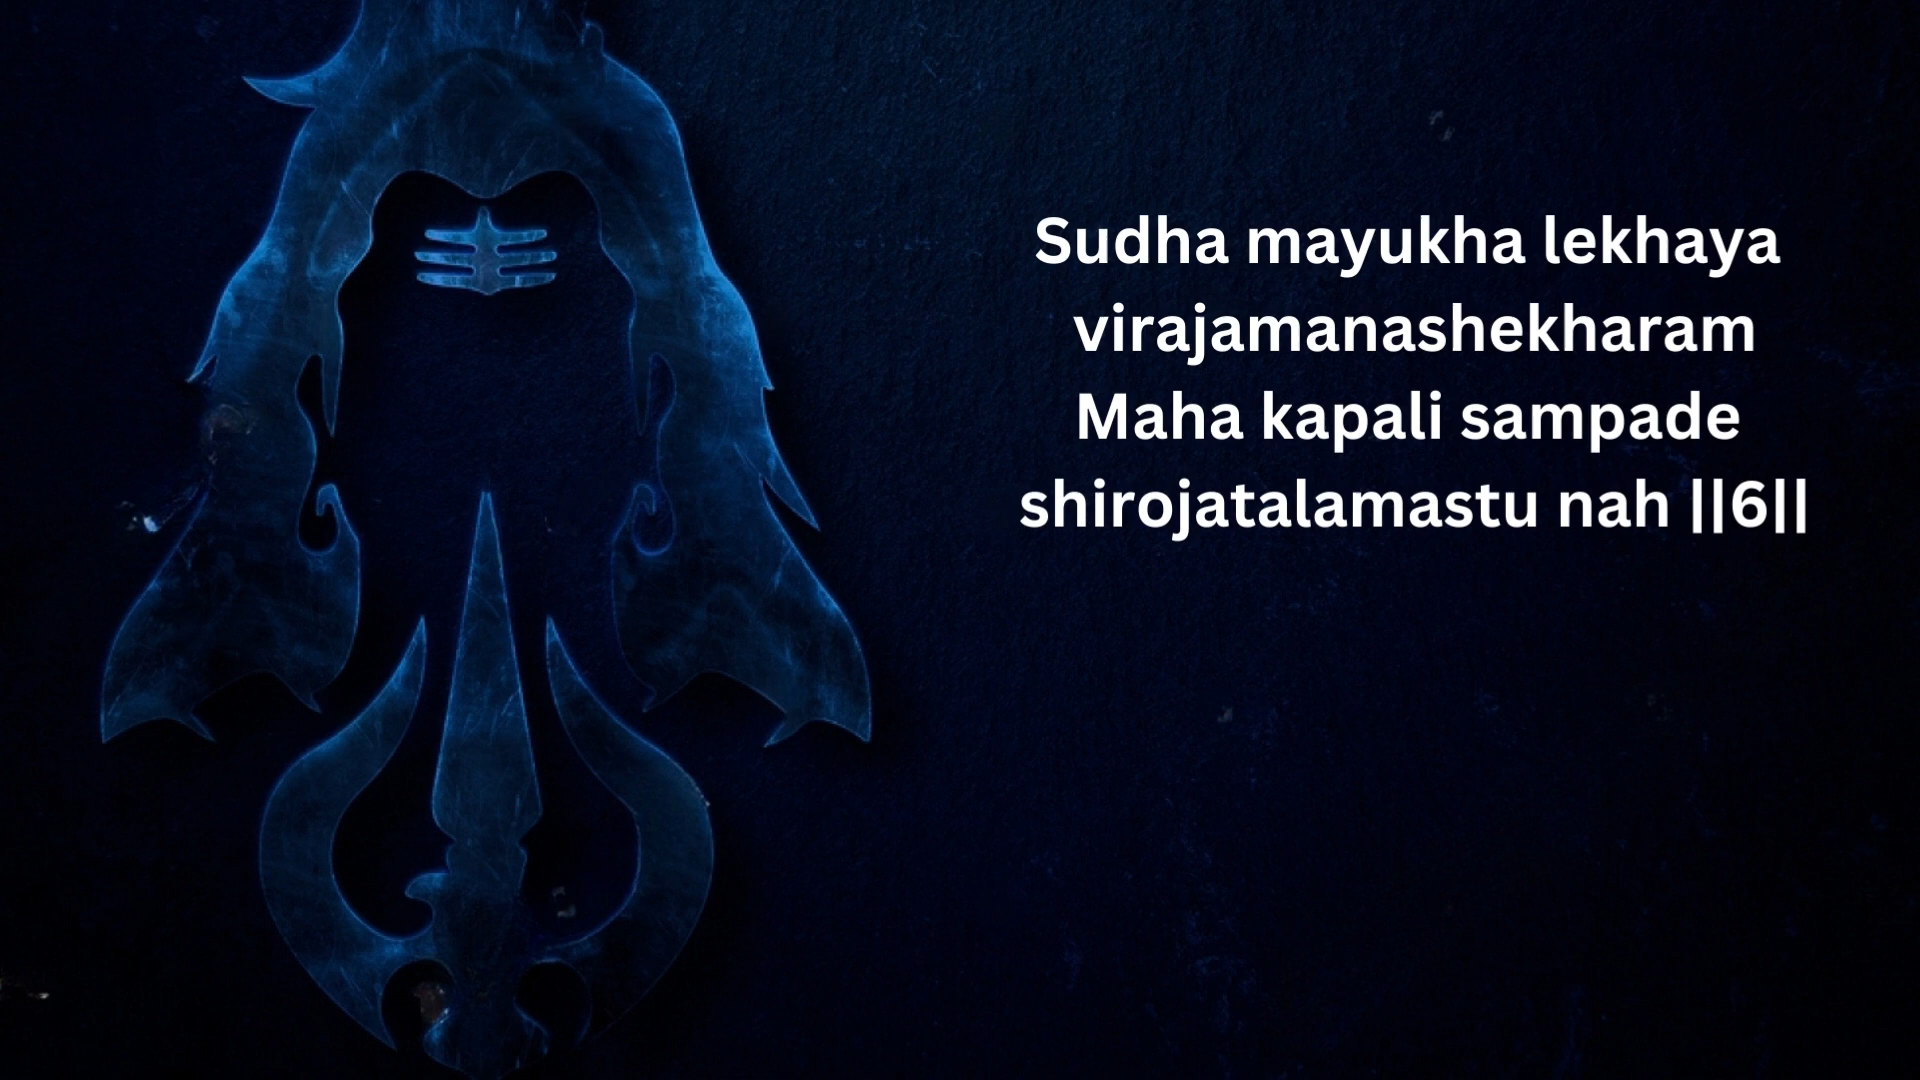 Sudha mayukha lekhaya
virajamanashekharam
Maha kapali sampade
shirojatalamastu nah ||6||